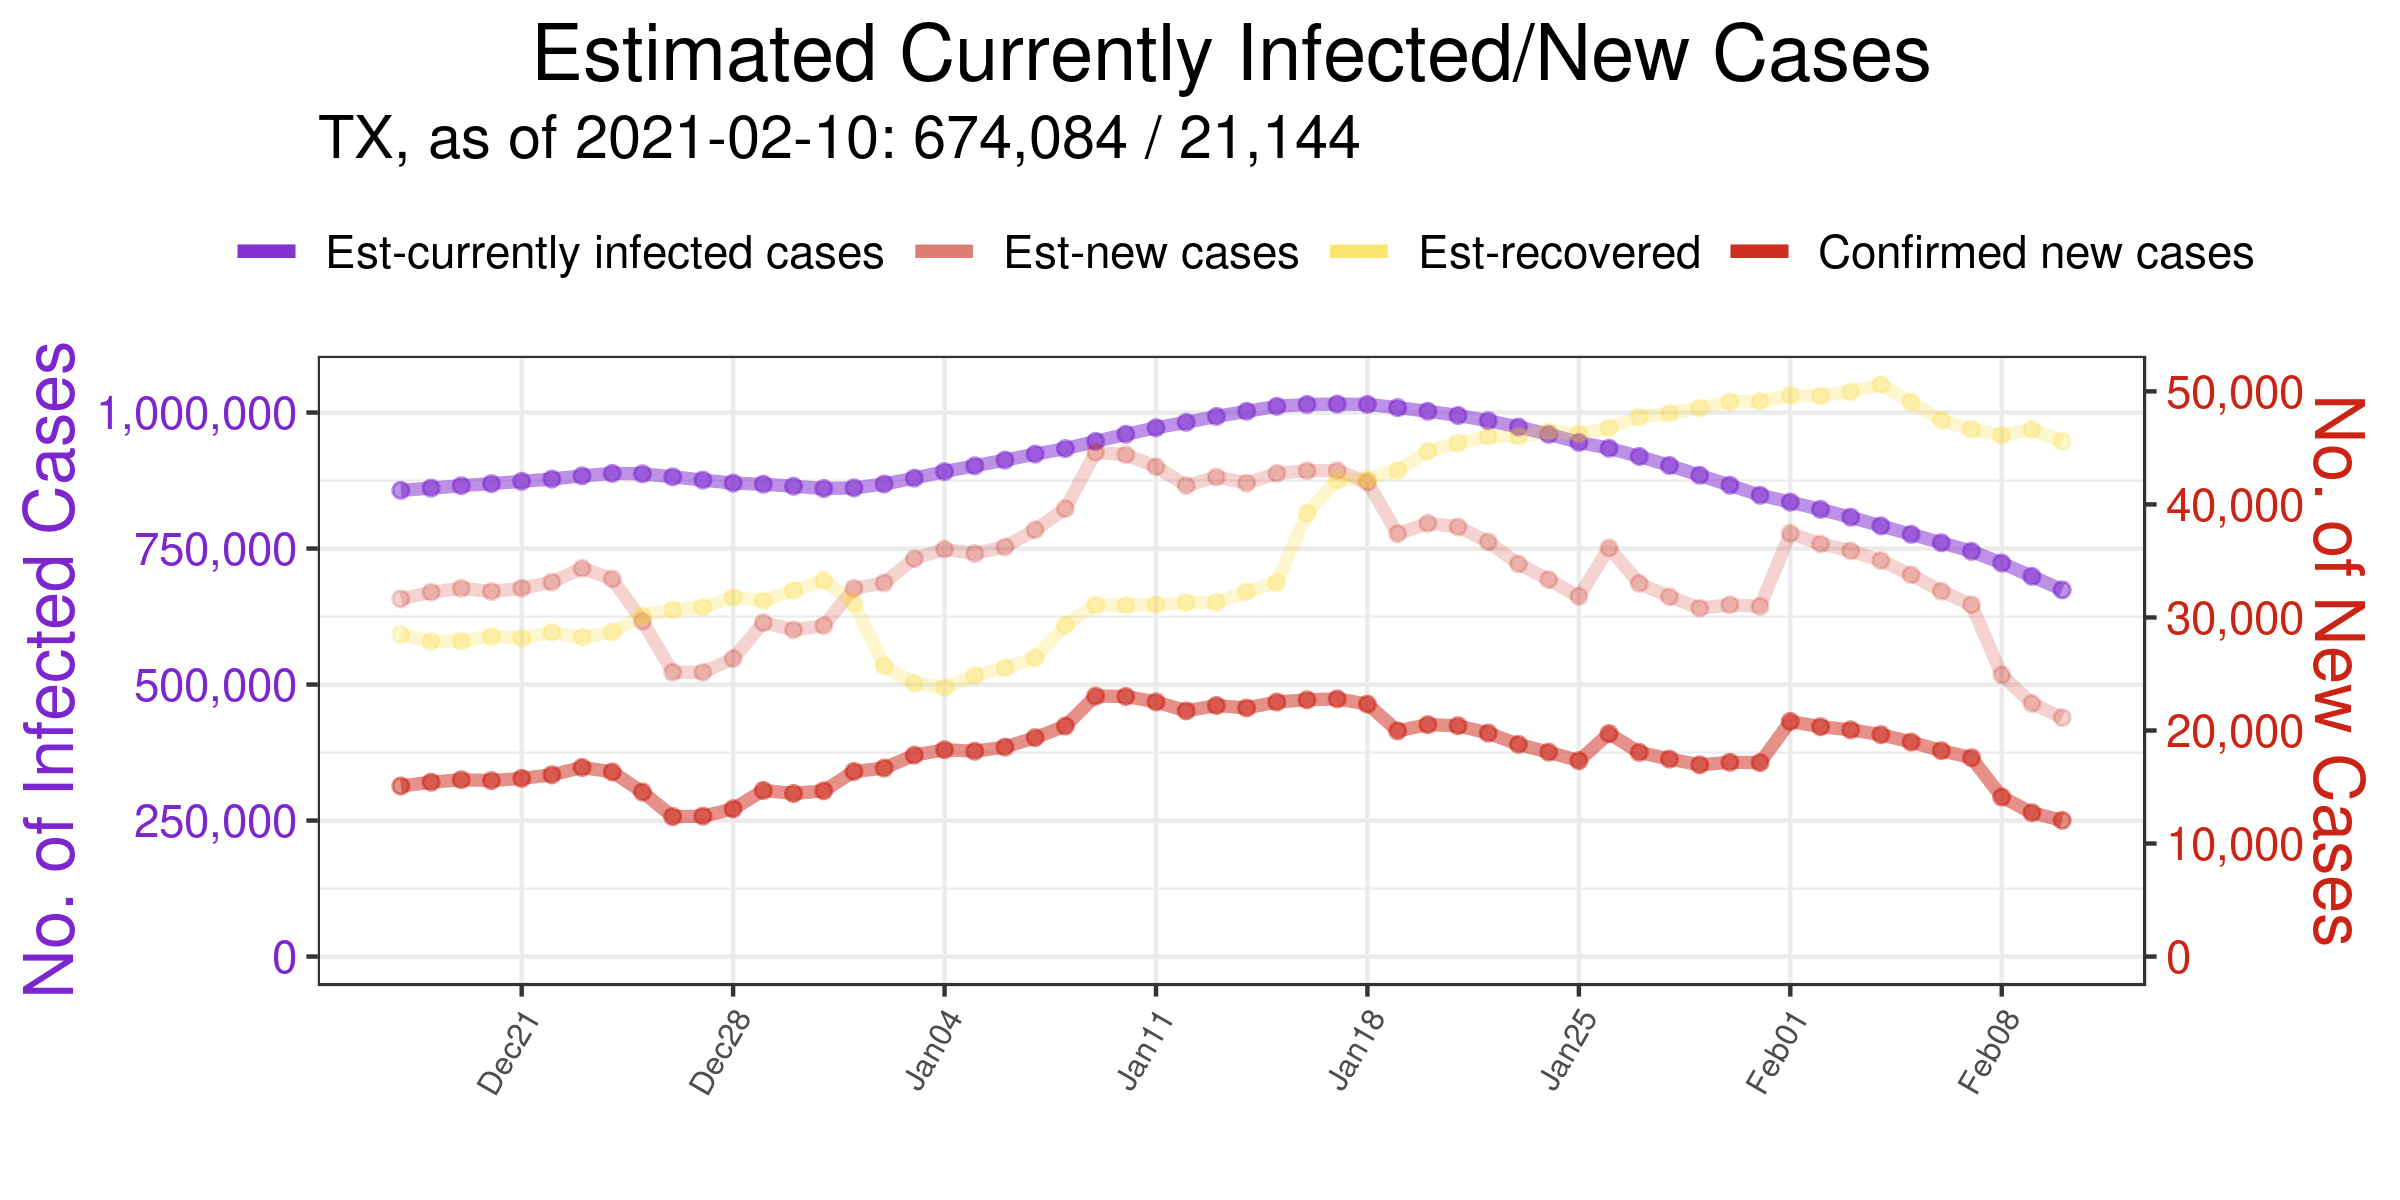 Estimated Currently Infected/New Cases
TX, as of 2021-02-10: 674,084 / 21,144
Est-currently infected cases Est-new cases Est-recovered Confirmed new cases
No. of Infected Cases
1,000,000
750,000
500,000
250,000
0
50,000
40,000
30,000
20,000
10,000
0
No. of New Cases
Dec21 Dec28 Jan04 Jan11 Jan18 Jan25 Feb01 Feb08